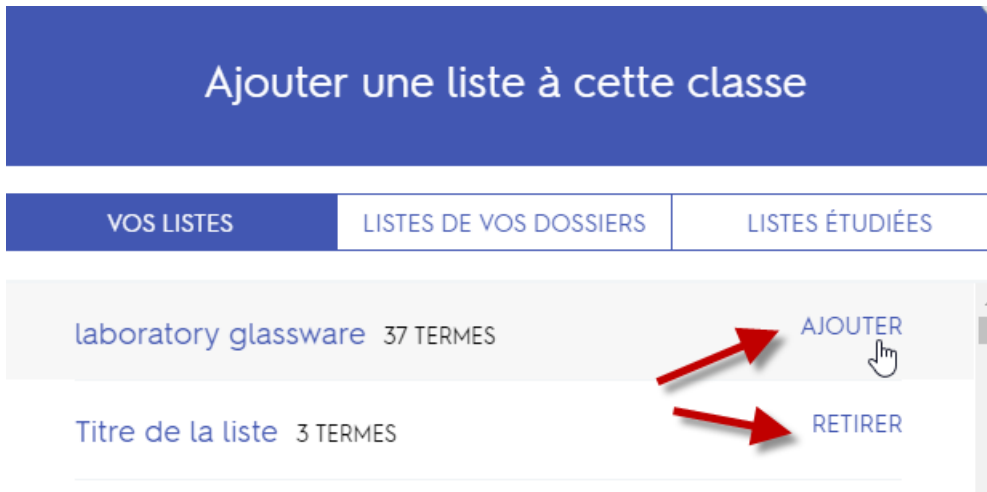 Ajouter une liste à cette classe
VOS LISTES LISTES DE VOS DOSSIERS LISTES ÉTUDIÉES
laboratory glassware 37 TERMES AJOUTER
Titre de la liste 3 TERMES RETIRER